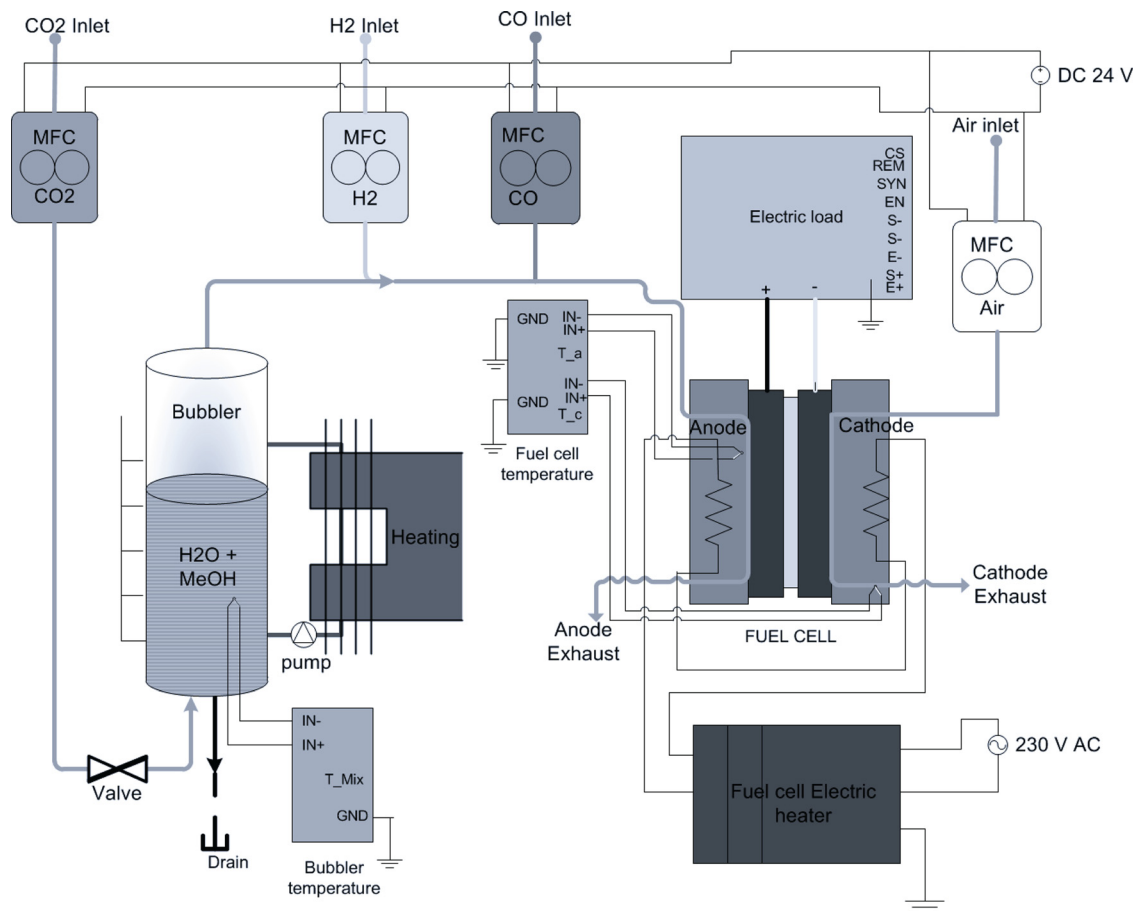 CO2 Inlet
H2 Inlet
CO Inlet
DC 24 V
MFC
CO2
MFC
H2
MFC
CO
Air inlet
MFC
Air
Electric load
CS
REM
SYN
EN
S-
S-
E-
S+
E+
+
-
GND
IN-
IN+
T_a
GND
IN-
IN+
T_c
Fuel cell
temperature
Bubbler
H2O +
MeOH
Heating
pump
Anode
Cathode
Cathode
Exhaust
Anode
Exhaust
FUEL CELL
Valve
Drain
IN-
IN+
T_Mix
GND
Bubbler
temperature
Fuel cell Electric
heater
230 V AC